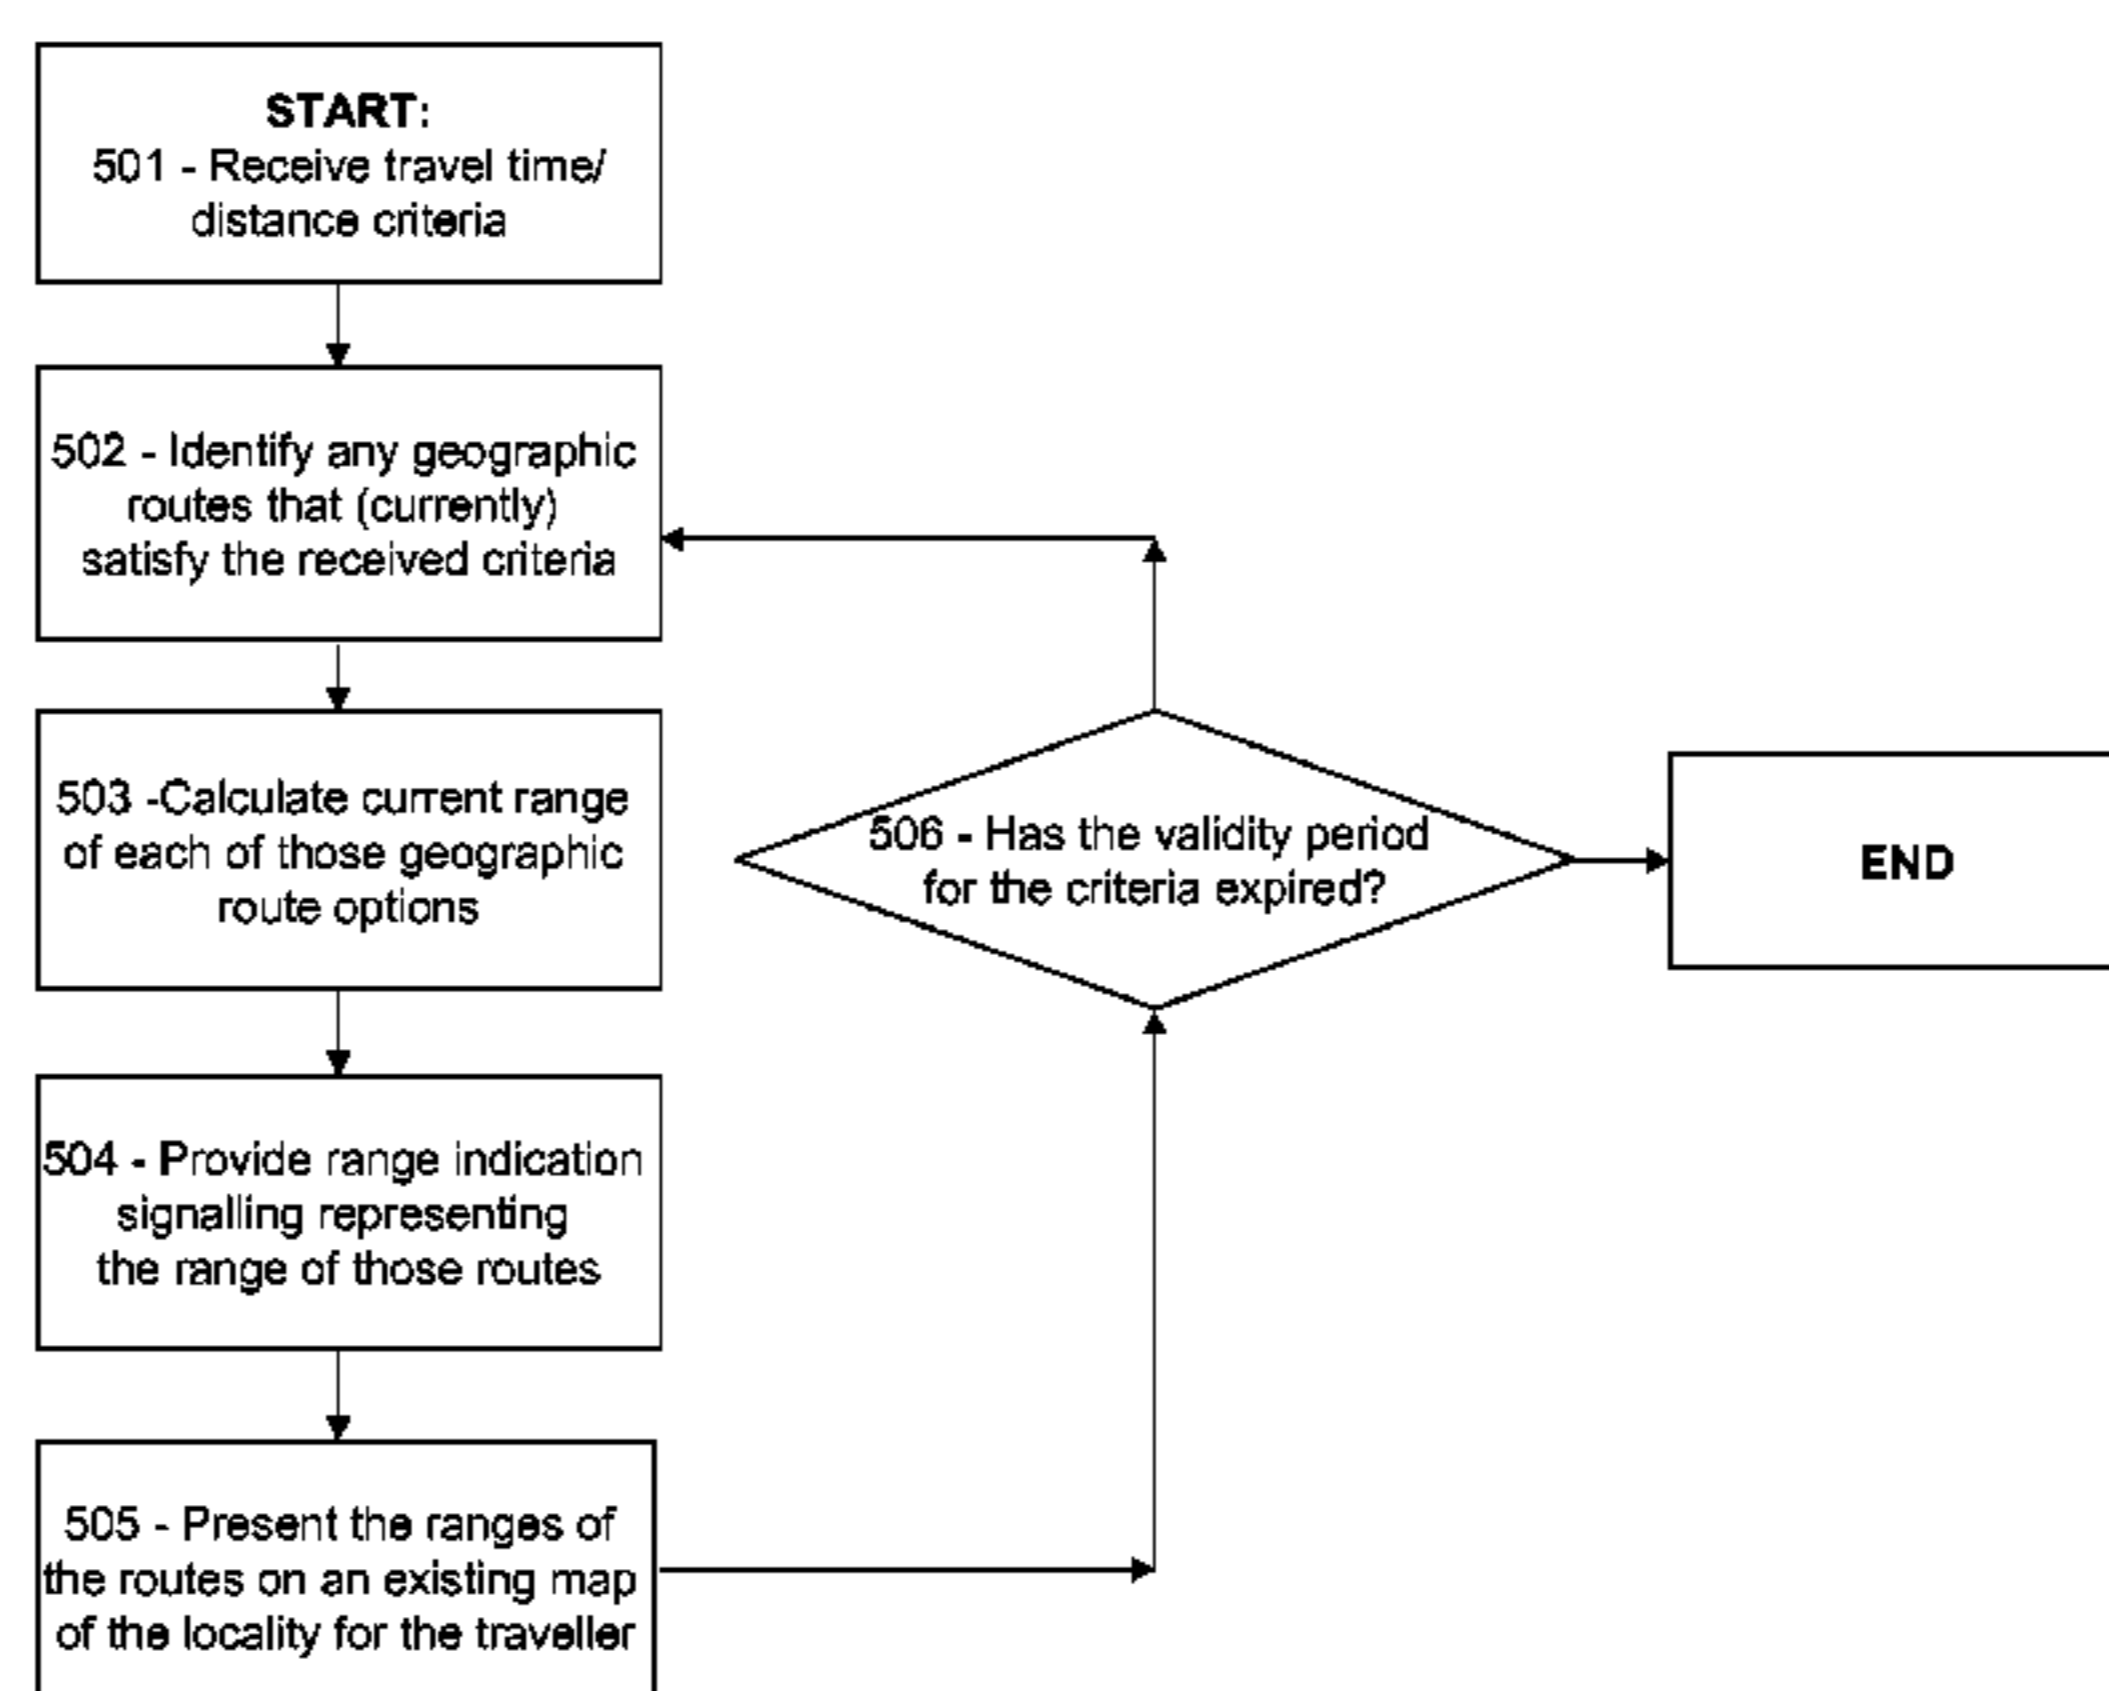 START:
501 - Receive travel time/
distance criteria
502 - Identify any geographic
routes that (currently)
satisfy the received criteria
503 -Calculate current range
of each of those geographic
route options
504 - Provide range indication
signalling representing
the range of those routes
505 - Present the ranges of
the routes on an existing map
of the locality for the traveller
506 - Has the validity period
for the criteria expired?
END